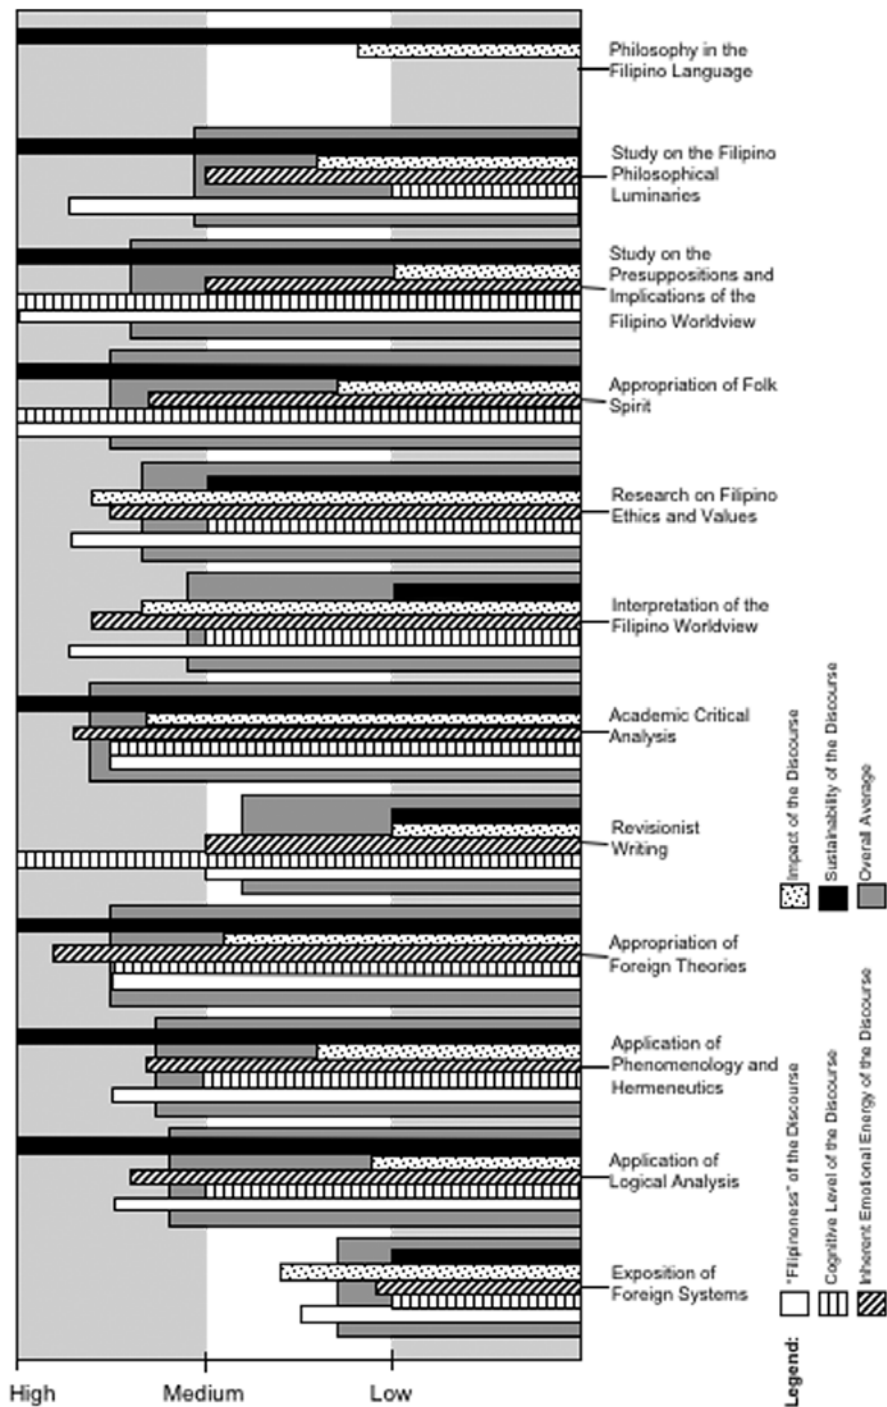 Philosophy in the
Filipino Language
Study on the Filipino
Philosophical
Luminaries
Study on the
Presuppositions and
Implications of the
Filipino Worldview
Appropriation of Folk
Spirit
Research on Filipino
Ethics and Values
Interpretation of the
Filipino Worldview
Academic Critical
Analysis
Revisionist
Writing
Appropriation of
Foreign Theories
Application of
Phenomenology and
Hermeneutics
Application of
Logical Analysis
Exposition of
Foreign Systems
High
Medium
Low
Legend:
"Filipinoness" of the Discourse
Cognitive Level of the Discourse
Inherent Emotional Energy of the Discourse
Impact of the Discourse
Sustainability of the Discourse
Overall Average